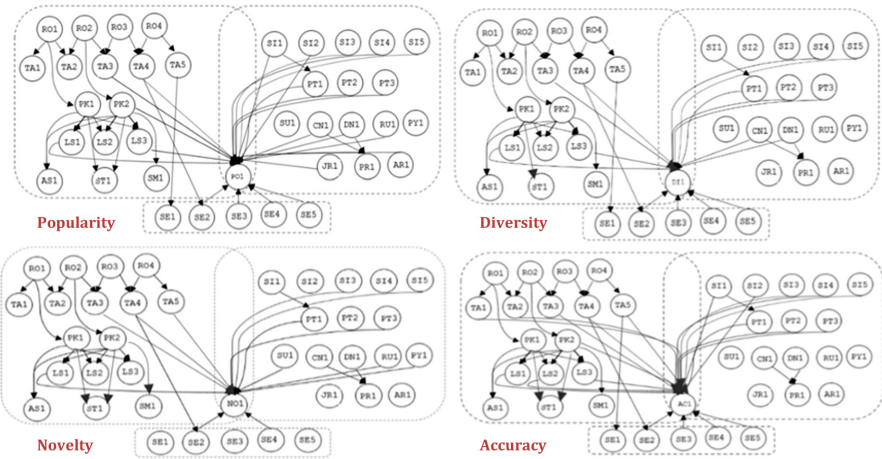 RO1 RO2 RO3 RO4
SI1 SI2 SI3 SI4 SI5
TA1 TA2 TA3 TA4 TA5
PT1 PT2 PT3
PK1 PK2
SU1 CN1 DN1 RU1 PY1
LS1 LS2 LS3
JR1 PR1 AR1
AS1 ST1 SM1
PO1
SE1 SE2 SE3 SE4 SE5
Popularity
RO1 RO2 RO3 RO4
SI1 SI2 SI3 SI4 SI5
TA1 TA2 TA3 TA4 TA5
PT1 PT2 PT3
PK1 PK2
SU1 CN1 DN1 RU1 PY1
LS1 LS2 LS3
JR1 PR1 AR1
AS1 ST1 SM1
DI1
SE1 SE2 SE3 SE4 SE5
Diversity
RO1 RO2 RO3 RO4
SI1 SI2 SI3 SI4 SI5
TA1 TA2 TA3 TA4 TA5
PT1 PT2 PT3
PK1 PK2
SU1 CN1 DN1 RU1 PY1
LS1 LS2 LS3
JR1 PR1 AR1
AS1 ST1 SM1
NO1
SE1 SE2 SE3 SE4 SE5
Novelty
RO1 RO2 RO3 RO4
SI1 SI2 SI3 SI4 SI5
TA1 TA2 TA3 TA4 TA5
PT1 PT2 PT3
PK1 PK2
SU1 CN1 DN1 RU1 PY1
LS1 LS2 LS3
JR1 PR1 AR1
AS1 ST1 SM1
AC1
SE1 SE2 SE3 SE4 SE5
Accuracy